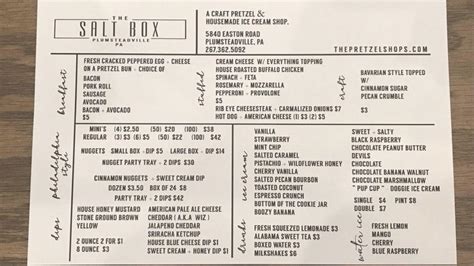 THE
SALT BOX
PLUMSTEADVILLE
PA
A CRAFT PRETZEL &
HOUSEMADE ICE CREAM SHOP.
5840 EASTON ROAD
PLUMSTEADVILLE, PA
267.362.5092
THEPRETZELSHOPS.COM
breakfast
FRESH CRACKED PEPPERED EGG - CHEESE
ON A PRETZEL BUN - CHOICE OF
BACON
PORK ROLL
SAUSAGE
AVOCADO
BACON - AVOCADO
$5
stuffed
CREAM CHEESE W/ EVERYTHING TOPPING
HOUSE ROASTED BUFFALO CHICKEN
SPINACH - FETA
ROSEMARY - MOZZARELLA
PEPPERONI - PROVOLONE
$5
RIB EYE CHEESESTEAK + CARMALIZED ONIONS $7
HOT DOG - AMERICAN CHEESE (1) $5
craft
BAVARIAN STYLE TOPPED
W/ CHEESE
CINNAMON SUGAR
PECAN CRUMBLE
$3
philadelphia
style
MINI'S (4) $2.50 (50) $20 (100) $38
REGULAR (3) $2 (6) $3.75 (25) $15 (50) $28
NUGGETS SMALL BOX - DIP $5 LARGE BOX - DIP $14
NUGGET PARTY TRAY - 2 DIPS $30
CINNAMON NUGGETS - SWEET CREAM DIP
DOZEN $3.50 BOX OF 24 $8
PARTY TRAY - 2 DIPS $32
dips
HOUSE HONEY MUSTARD
STONE GROUND BROWN
YELLOW
8 OUNCE 2 FOR $1
AMERICAN PALE ALE CHEESE
CHEDDAR ( A.K.A WIZ )
JALAPENO CHEDDAR
SRIRACHA KETCHUP
HOUSE BLUE CHEESE DIP $1
SWEET CREAM + HONEY DIP $1
ice cream
VANILLA
STRAWBERRY
MINT CHIP
SALTED CARAMEL
PISTACHIO - WILDFLOWER HONEY
CHERRY VANILLA
SALTED PECAN BOURBON
TOASTED COCONUT
ESPRESSO CRUNCH
BOTTOM OF THE COOKIE JAR
BOOZY BANANA
SWEET - SALTY
BLACK RASPBERRY
CHOCOLATE PEANUT BUTTER
DEVILS
CHOCOLATE
CHOCOLATE BANANA WALNUT
CHOCOLATE MARSHMALLOW
" PUP CUP " DOGGIE ICE CREAM
SINGLE $4 PINT $8
DOUBLE $5
drinks
FRESH SQUEEZED LEMONADE $3
ALABAMA SWEET TEA $3
BOXED WATER $3
MILKSHAKES $6
water ice
FRESH LEMON
MANGO
CHERRY
BLUE RASPBERRY